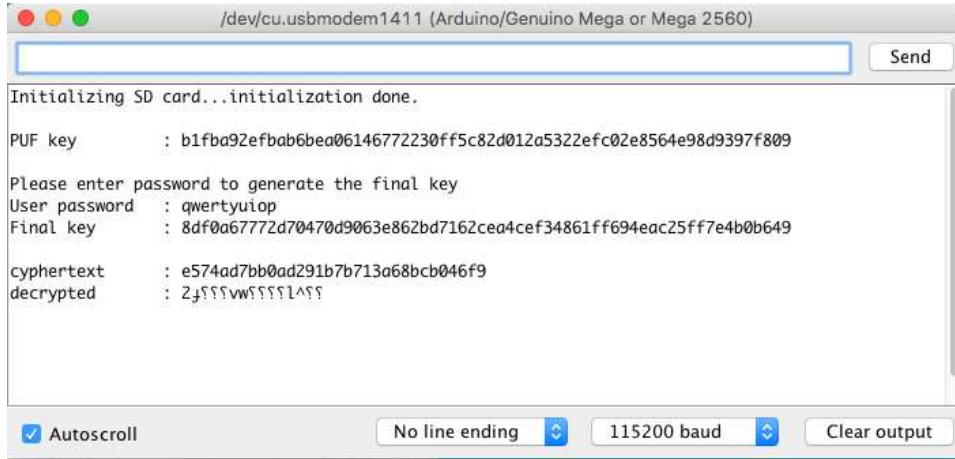 /dev/cu.usbmodem1411 (Arduino/Genuino Mega or Mega 2560)
Send
Initializing SD card...initialization done.
PUF key : b1fba92efbab6bea06146772230ff5c82d012a5322efc02e8564e98d9397f809
Please enter password to generate the final key
User password : qwertyuiop
Final key : 8df0a67772d70470d9063e862bd7162cea4cef34861ff694eac25ff7e4b0b649
cyphertext : e574ad7bb0ad291b7b713a68bcb046f9
decrypted :
Autoscroll No line ending 115200 baud Clear output